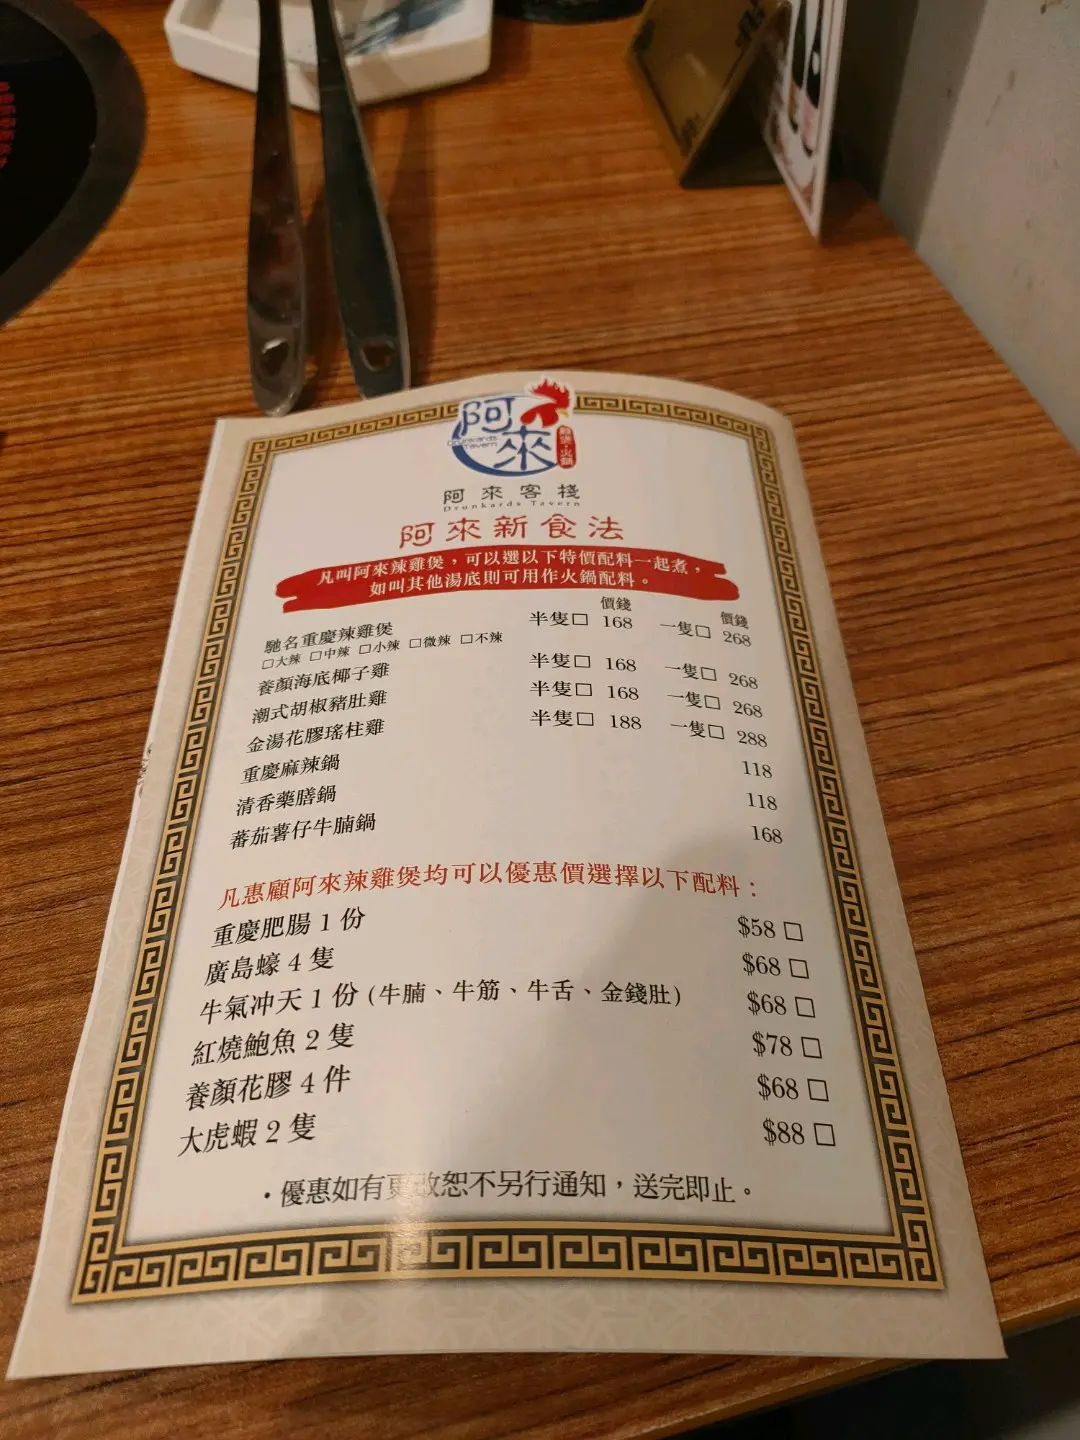 阿來
Drunkards Tavern
雞煲·火鍋
阿來客棧
Drunkards Tavern
阿來新食法
凡叫阿來辣雞煲，可以選以下特價配料一起煮，
如叫其他湯底則可用作火鍋配料。
價錢 價錢
馳名重慶辣雞煲 半隻□ 168 一隻□ 268
□大辣 □中辣 □小辣 □微辣 □不辣
養顏海底椰子雞 半隻□ 168 一隻□ 268
潮式胡椒豬肚雞 半隻□ 168 一隻□ 268
金湯花膠瑤柱雞 半隻□ 188 一隻□ 288
重慶麻辣鍋 118
清香藥膳鍋 118
蕃茄薯仔牛腩鍋 168
凡惠顧阿來辣雞煲均可以優惠價選擇以下配料：
重慶肥腸 1 份 $58 □
廣島蠔 4 隻 $68 □
牛氣冲天 1 份 (牛腩、牛筋、牛舌、金錢肚) $68 □
紅燒鮑魚 2 隻 $78 □
養顏花膠 4 件 $68 □
大虎蝦 2 隻 $88 □
·優惠如有更改恕不另行通知，送完即止。